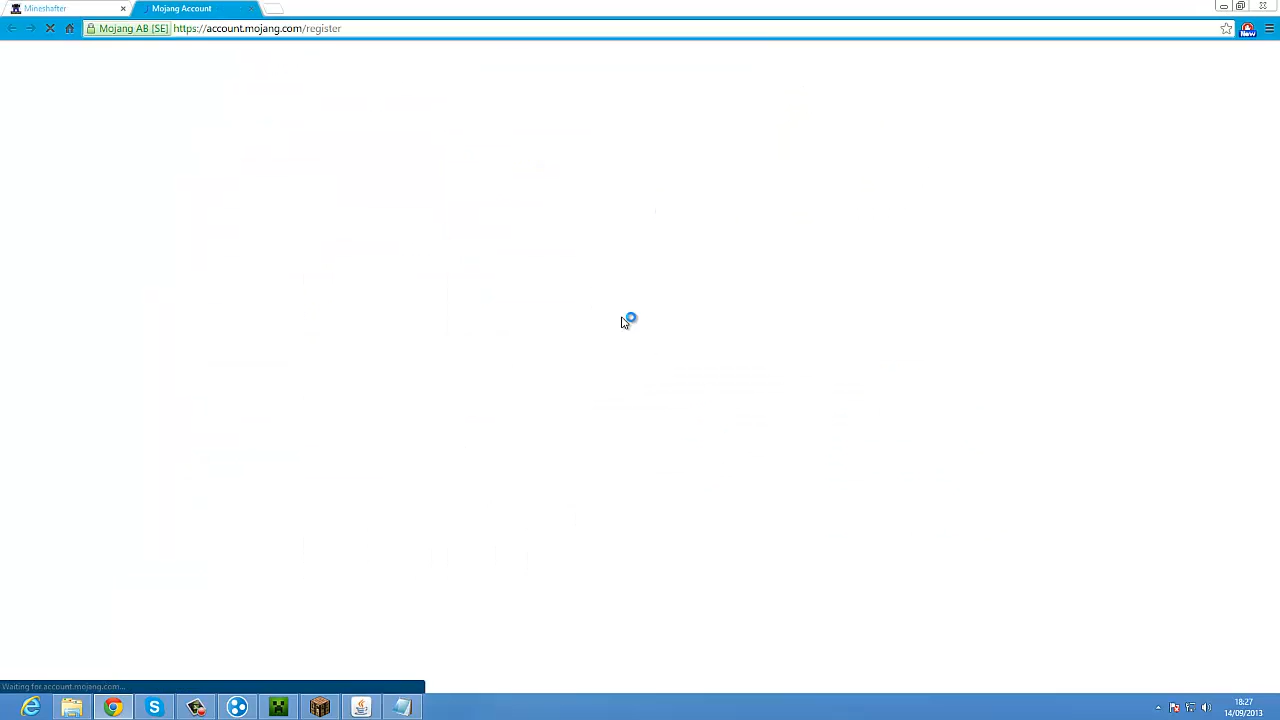 Mineshafter
Mojang Account
Mojang AB [SE] https://account.mojang.com/register
New
Waiting for account.mojang.com...
18:27
14/09/2013